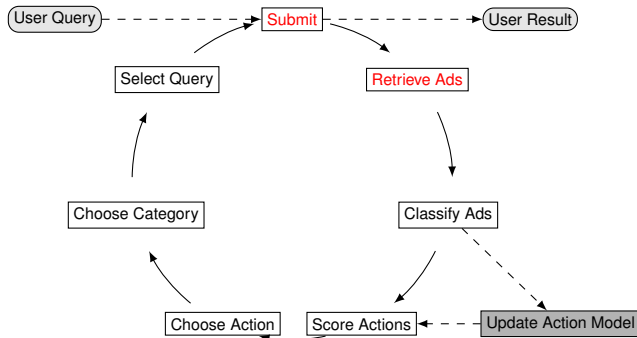 User Query
Submit
User Result
Select Query
Retrieve Ads
Choose Category
Classify Ads
Choose Action
Score Actions
Update Action Model